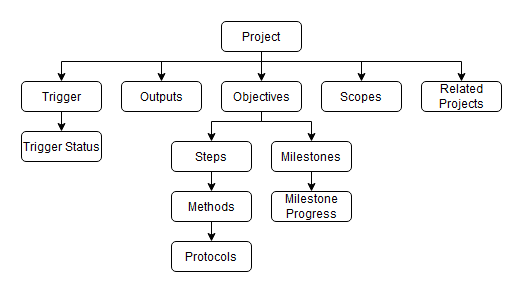 Project
Trigger
Outputs
Objectives
Scopes
Related
Projects
Trigger Status
Steps
Milestones
Methods
Milestone
Progress
Protocols